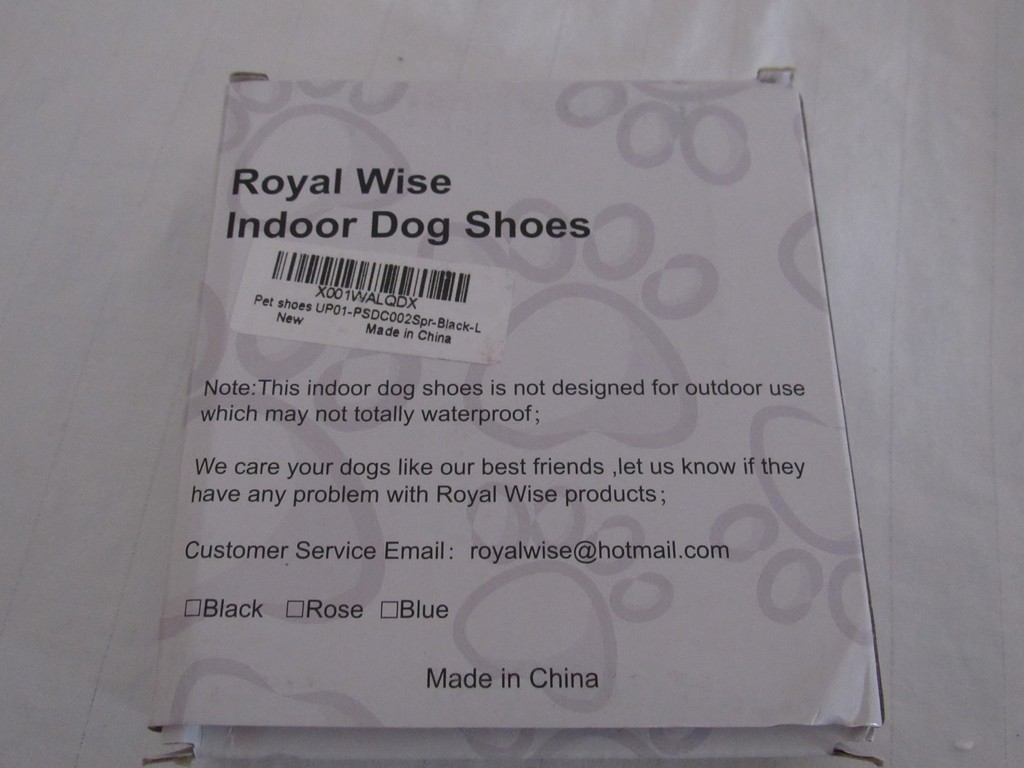 Royal Wise
Indoor Dog Shoes
X001WALQDX
Pet shoes UP01-PSDC002Spr-Black-L
New Made in China
Note:This indoor dog shoes is not designed for outdoor use
which may not totally waterproof;
We care your dogs like our best friends ,let us know if they
have any problem with Royal Wise products;
Customer Service Email: royalwise@hotmail.com
☐Black ☐Rose ☐Blue
Made in China